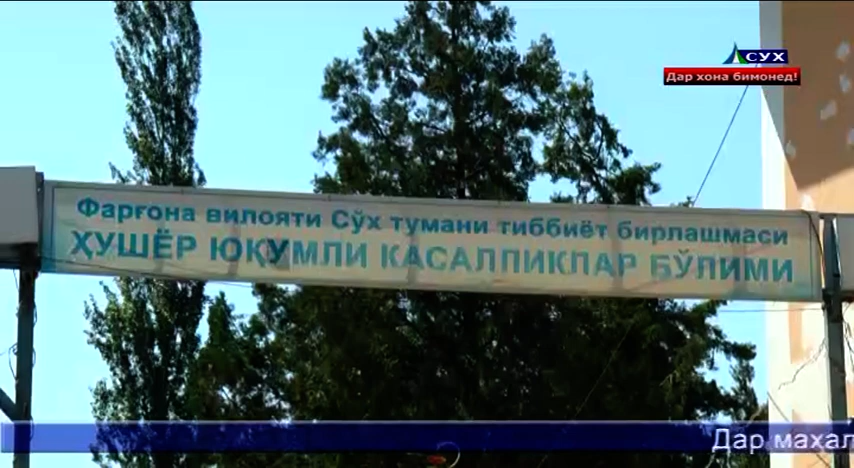 СУХ
Дар хона бимонед!
Фарғона вилояти Сўх тумани тиббиёт бирлашмаси
ҲУШЁР ЮҚУМЛИ КАСАЛЛИКЛАР БЎЛИМИ
Дар махал